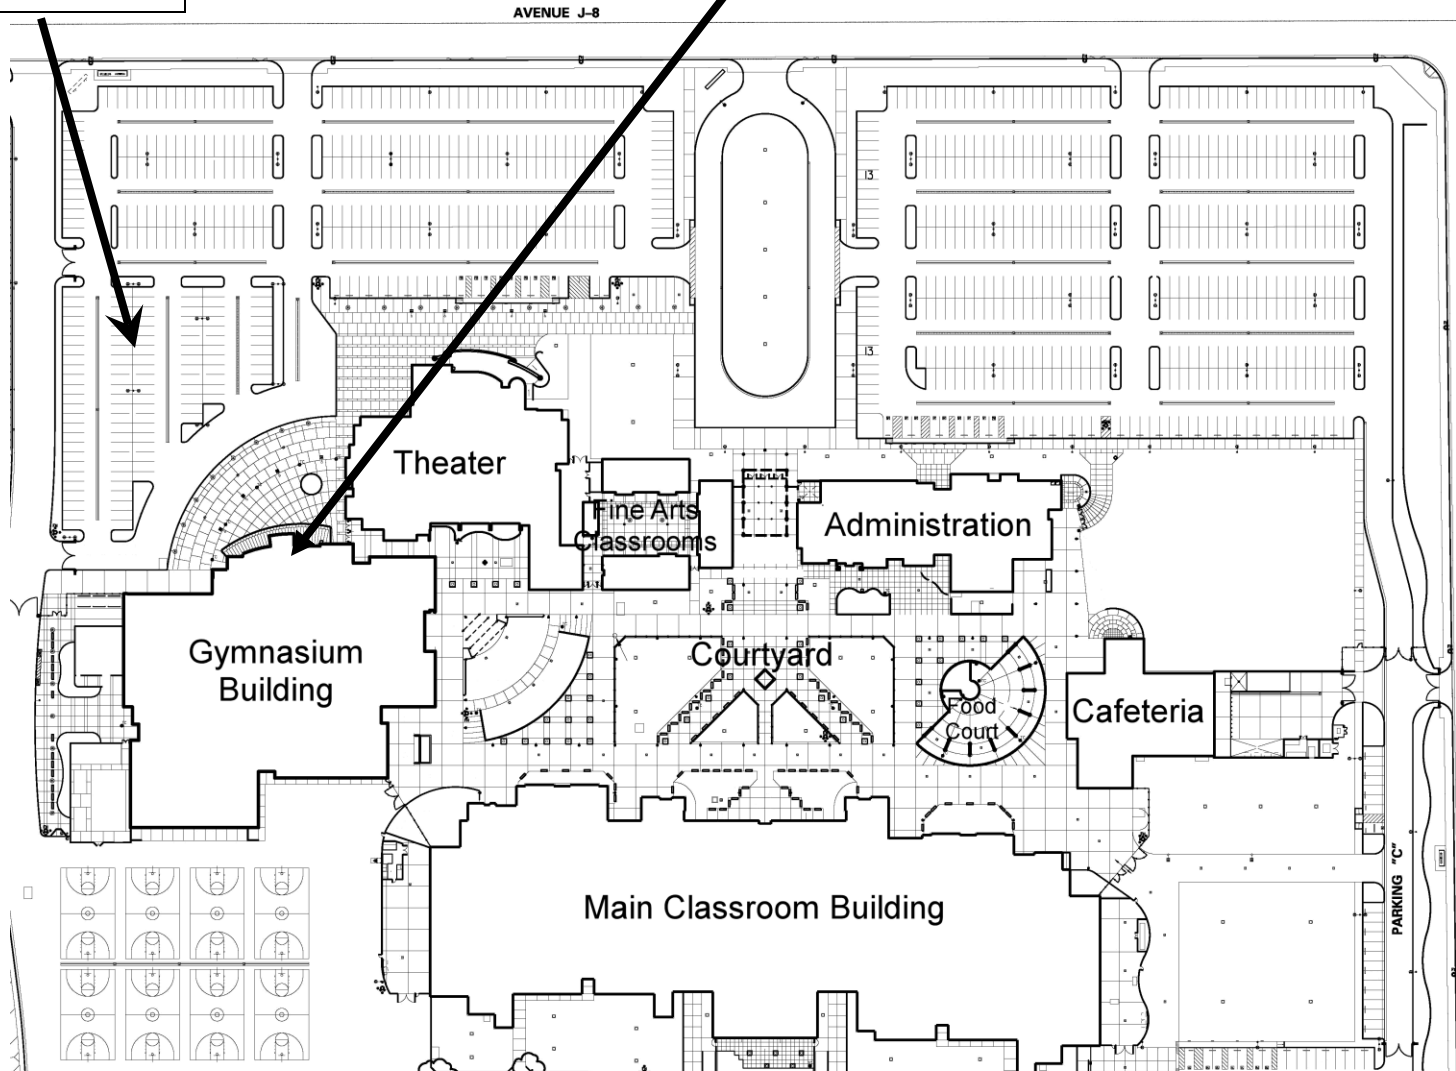 AVENUE J-8
13
13
Theater
Fine Arts
Classrooms
Administration
Gymnasium
Building
Courtyard
Food
Court
Cafeteria
Main Classroom Building
PARKING "C"